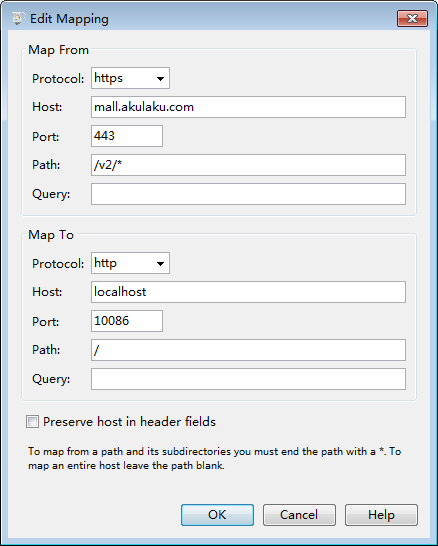 Edit Mapping
Map From
Protocol: https
Host: mall.akulaku.com
Port: 443
Path: /v2/*
Query:
Map To
Protocol: http
Host: localhost
Port: 10086
Path: /
Query:
Preserve host in header fields
To map from a path and its subdirectories you must end the path with a *. To
map an entire host leave the path blank.
OK Cancel Help